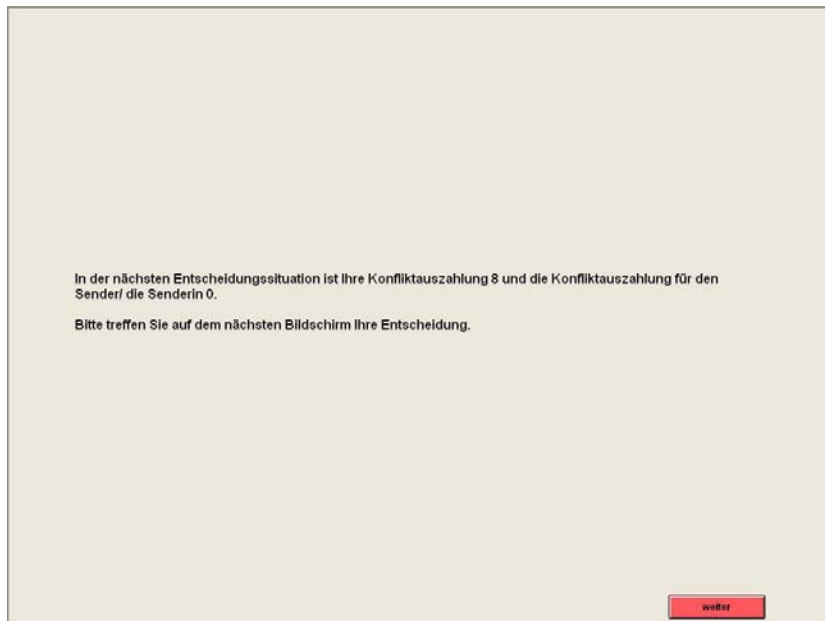 In der nächsten Entscheidungssituation ist Ihre Konfliktauszahlung 8 und die Konfliktauszahlung für den
Sender/ die Senderin 0.
Bitte treffen Sie auf dem nächsten Bildschirm Ihre Entscheidung.
weiter